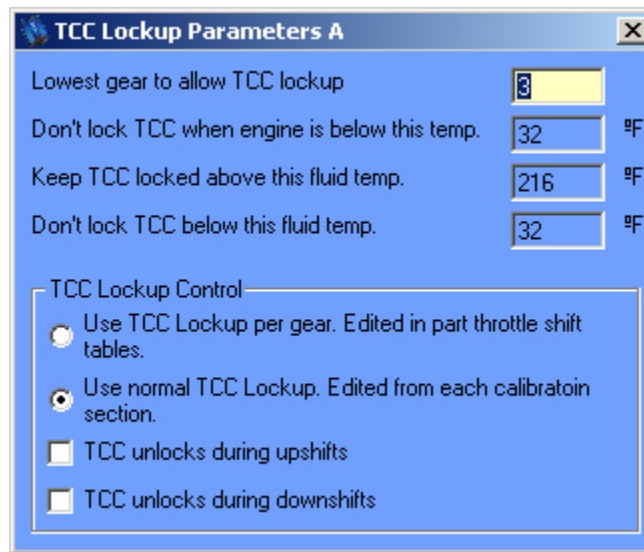 TCC Lockup Parameters A
Lowest gear to allow TCC lockup 3
Don't lock TCC when engine is below this temp. 32 ºF
Keep TCC locked above this fluid temp. 216 ºF
Don't lock TCC below this fluid temp. 32 ºF
TCC Lockup Control
Use TCC Lockup per gear. Edited in part throttle shift
tables.
Use normal TCC Lockup. Edited from each calibratoin
section.
TCC unlocks during upshifts
TCC unlocks during downshifts